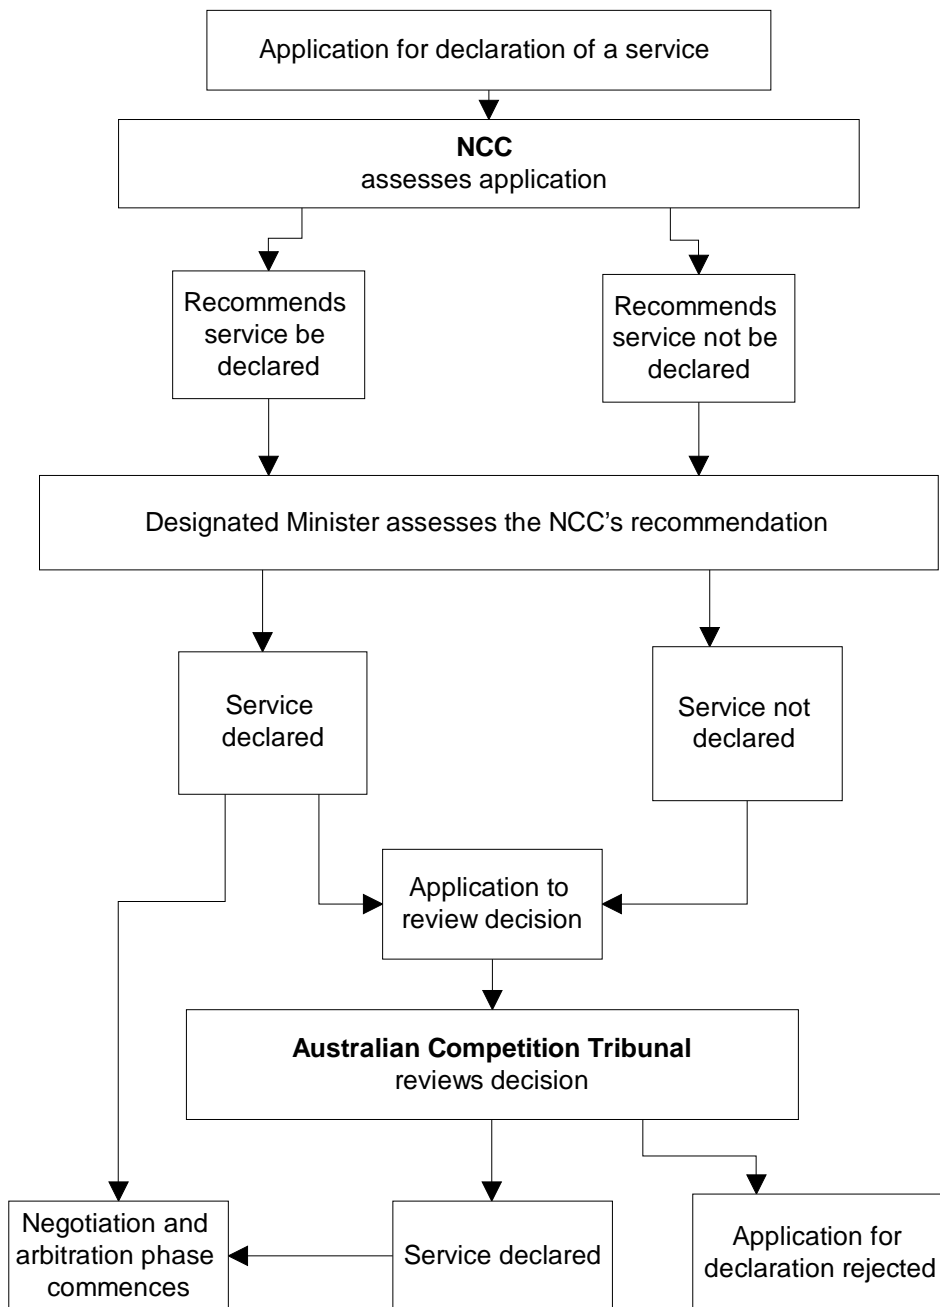 Application for declaration of a service
NCC
assesses application
Recommends
service be
declared
Recommends
service not be
declared
Designated Minister assesses the NCC’s recommendation
Service
declared
Service not
declared
Application to
review decision
Australian Competition Tribunal
reviews decision
Negotiation and
arbitration phase
commences
Service declared
Application for
declaration rejected